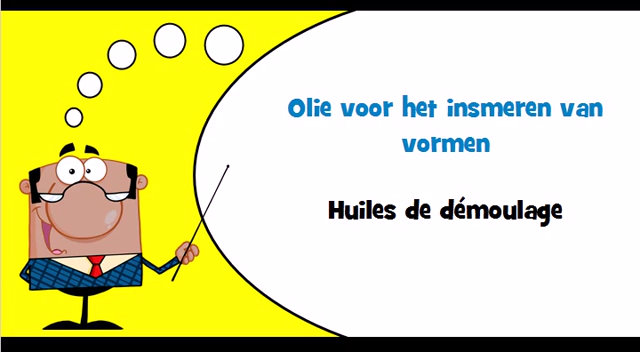 Olie voor het insmeren van
vormen
Huiles de démoulage